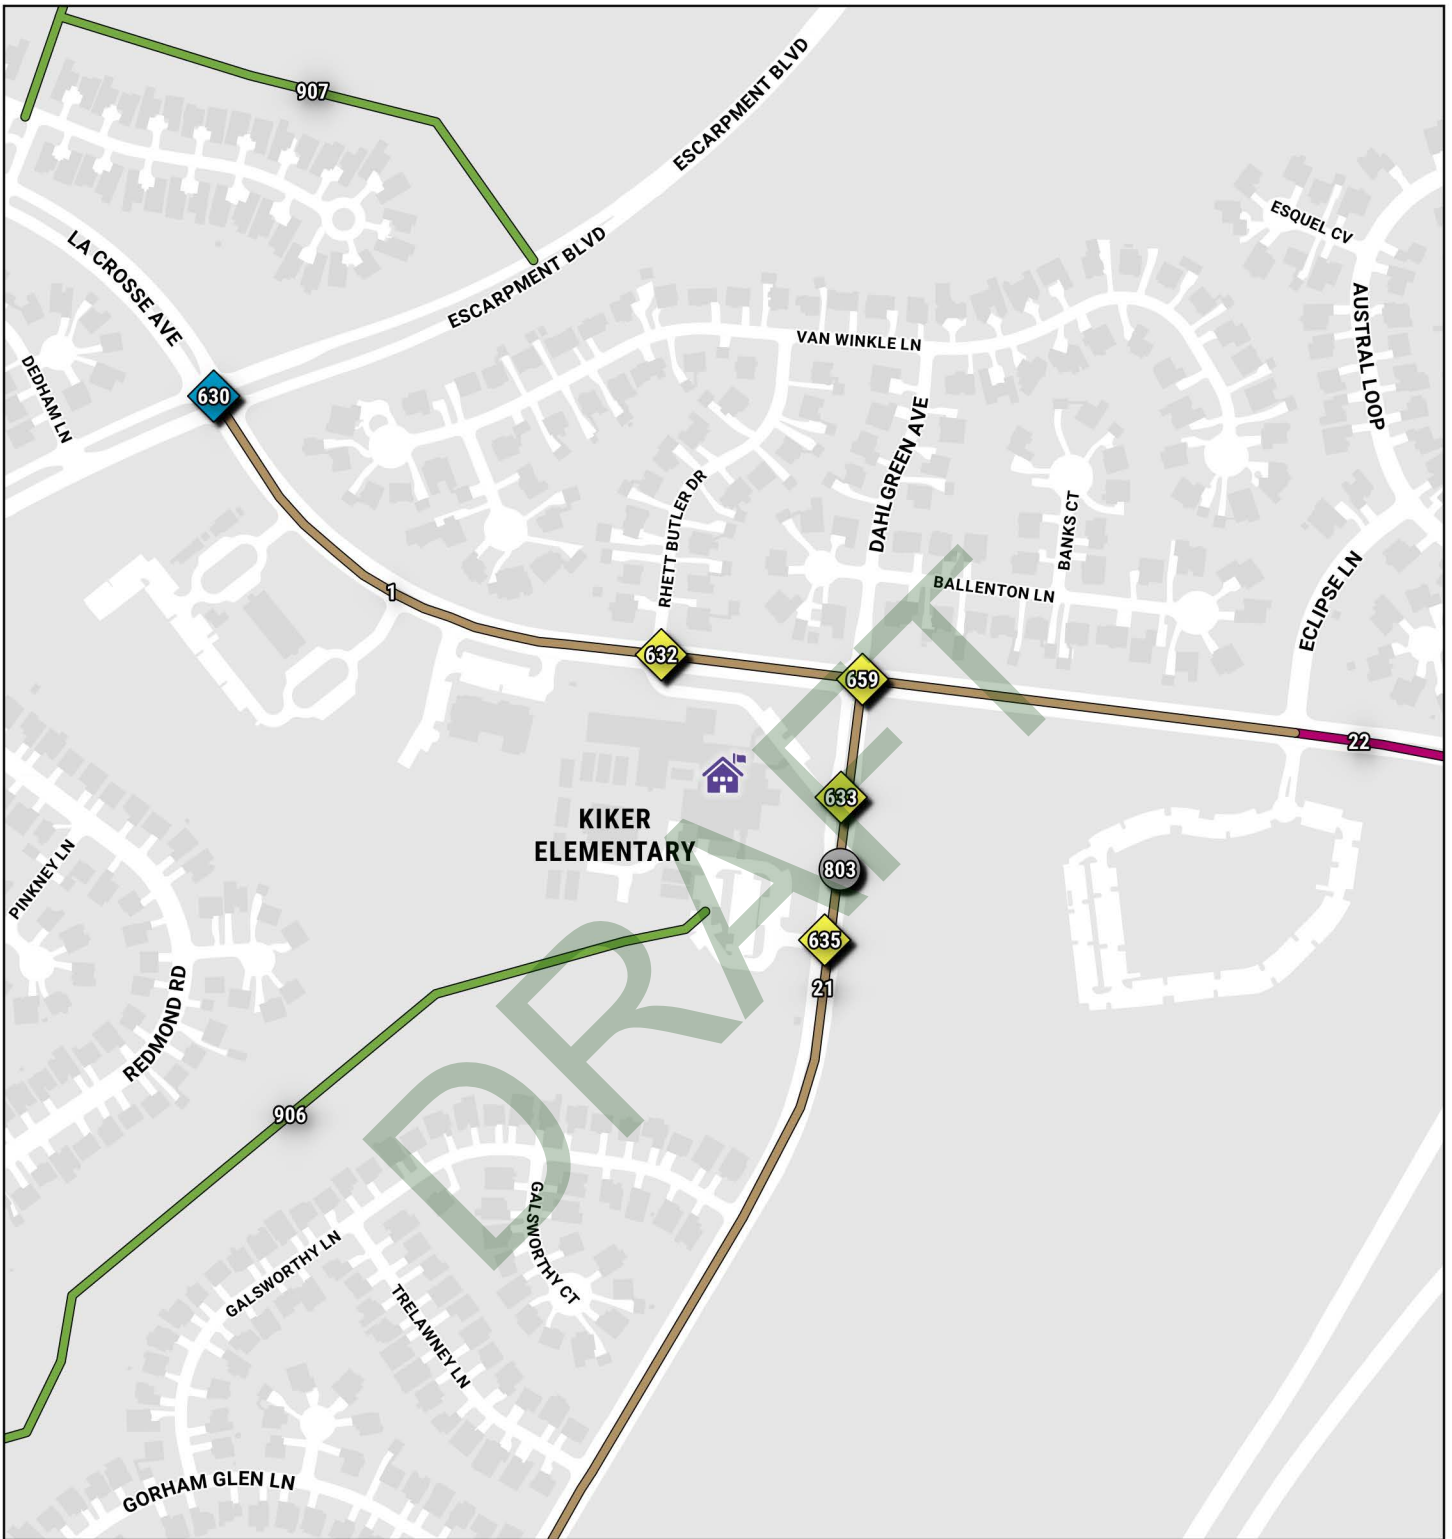 907
ESCARPMENT BLVD
ESQUEL CV
LA CROSSE AVE
ESCARPMENT BLVD
AUSTRAL LOOP
VAN WINKLE LN
DEDHAM LN
630
DAHLGREEN AVE
RHETT BUTLER DR
BANKS CT
ECLIPSE LN
BALLENTON LN
1
632
659
22
633
KIKER
ELEMENTARY
803
PINKNEY LN
635
21
REDMOND RD
906
DRAFT
GALSWORTHY CT
GALSWORTHY LN
TRELAWNEY LN
GORHAM GLEN LN